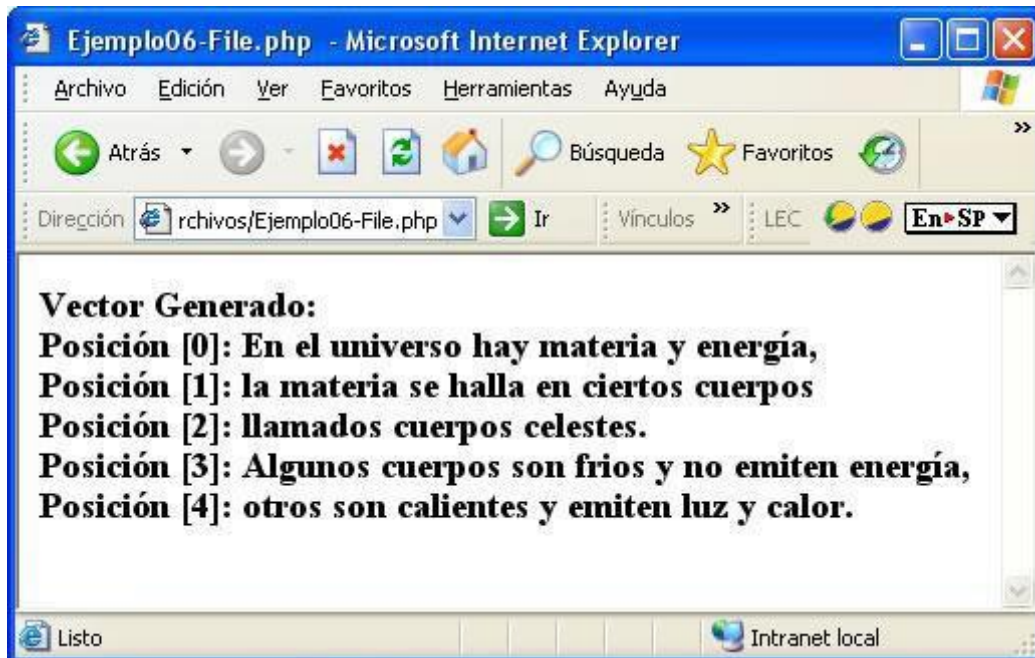 Ejemplo06-File.php - Microsoft Internet Explorer
Archivo Edición Ver Favoritos Herramientas Ayuda
Atrás Búsqueda Favoritos »
Dirección rchivos/Ejemplo06-File.php Ir Vínculos » LEC En▸SP
Vector Generado:
Posición [0]: En el universo hay materia y energía,
Posición [1]: la materia se halla en ciertos cuerpos
Posición [2]: llamados cuerpos celestes.
Posición [3]: Algunos cuerpos son frios y no emiten energía,
Posición [4]: otros son calientes y emiten luz y calor.
Listo Intranet local